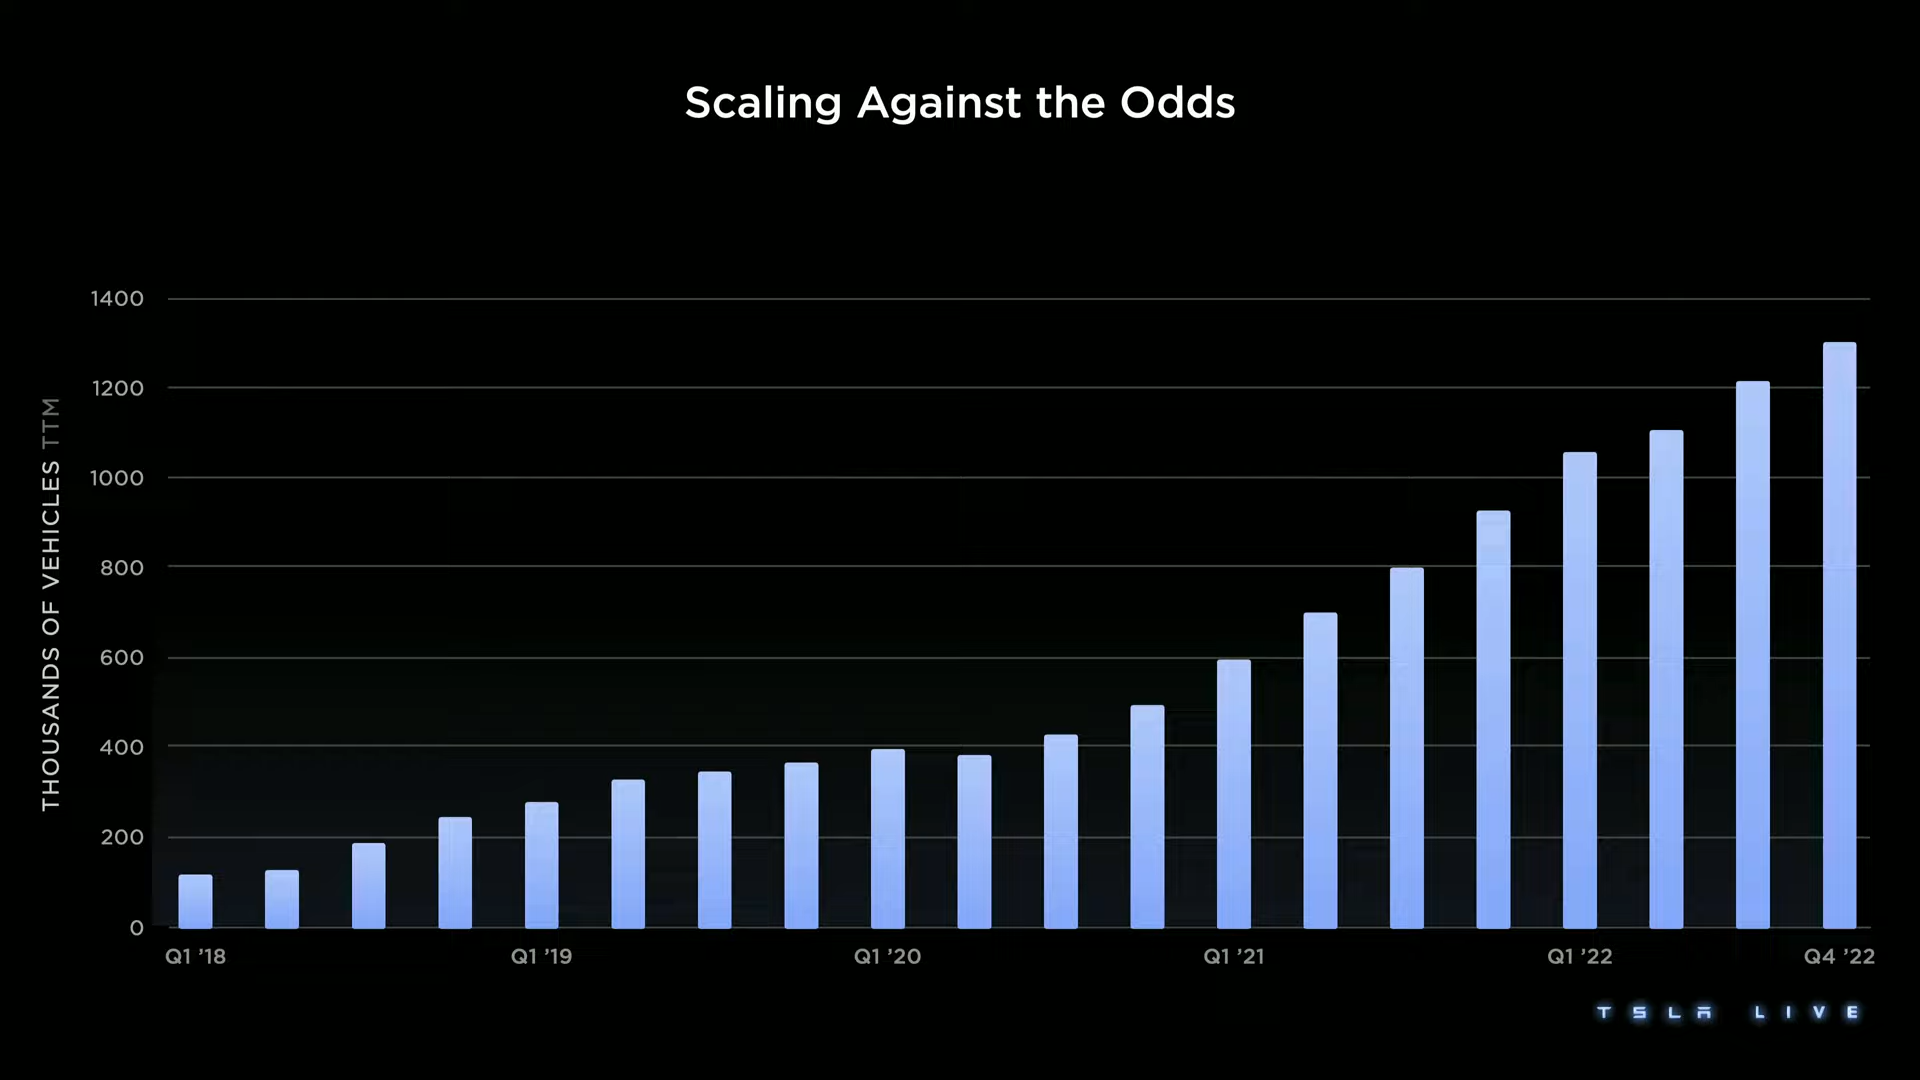 Scaling Against the Odds
THOUSANDS OF VEHICLES TTM
1400
1200
1000
800
600
400
200
0
Q1 ’18
Q1 ’19
Q1 ’20
Q1 ’21
Q1 ’22
Q4 ’22
TSLA LIVE